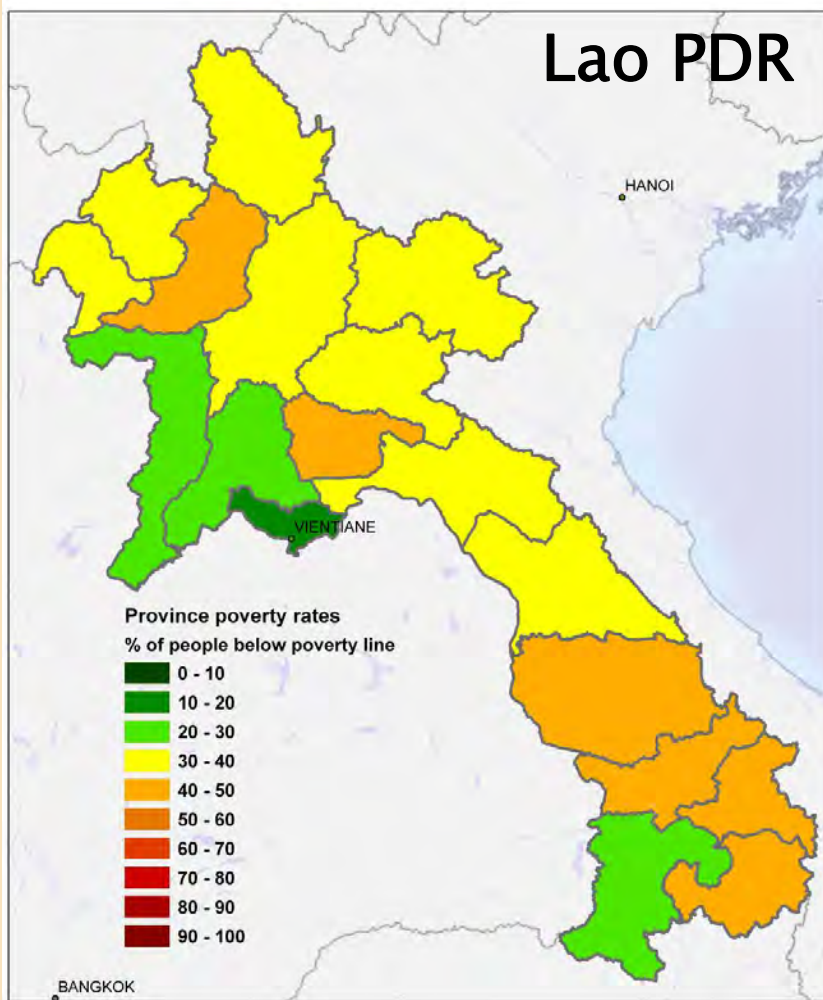 Lao PDR
HANOI
VIENTIANE
Province poverty rates
% of people below poverty line
0 - 10
10 - 20
20 - 30
30 - 40
40 - 50
50 - 60
60 - 70
70 - 80
80 - 90
90 - 100
BANGKOK